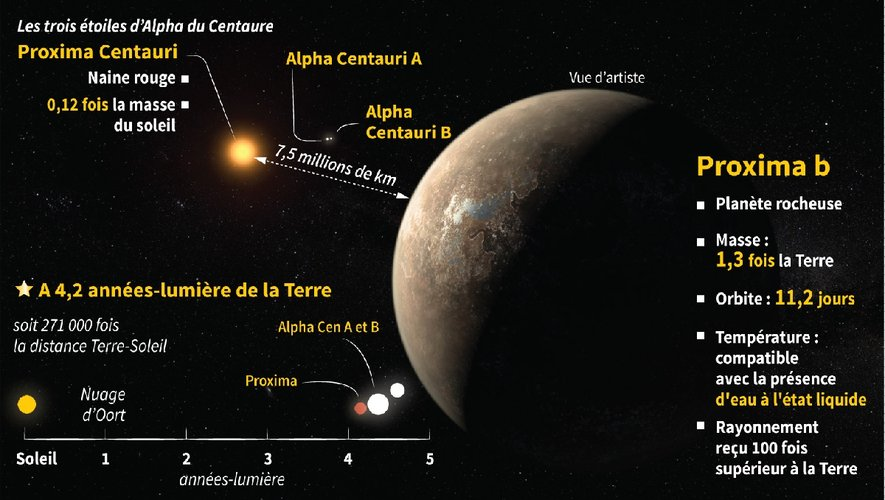 Les trois étoiles d'Alpha du Centaure
Proxima Centauri
Naine rouge
0,12 fois la masse
du soleil
Alpha Centauri A
Alpha
Centauri B
7,5 millions de km
Vue d'artiste
Proxima b
Planète rocheuse
Masse :
1,3 fois la Terre
Orbite : 11,2 jours
Température :
compatible
avec la présence
d'eau à l'état liquide
Rayonnement
reçu 100 fois
supérieur à la Terre
A 4,2 années-lumière de la Terre
soit 271 000 fois
la distance Terre-Soleil
Alpha Cen A et B
Proxima
Nuage
d'Oort
Soleil 1 2 3 4 5
années-lumière